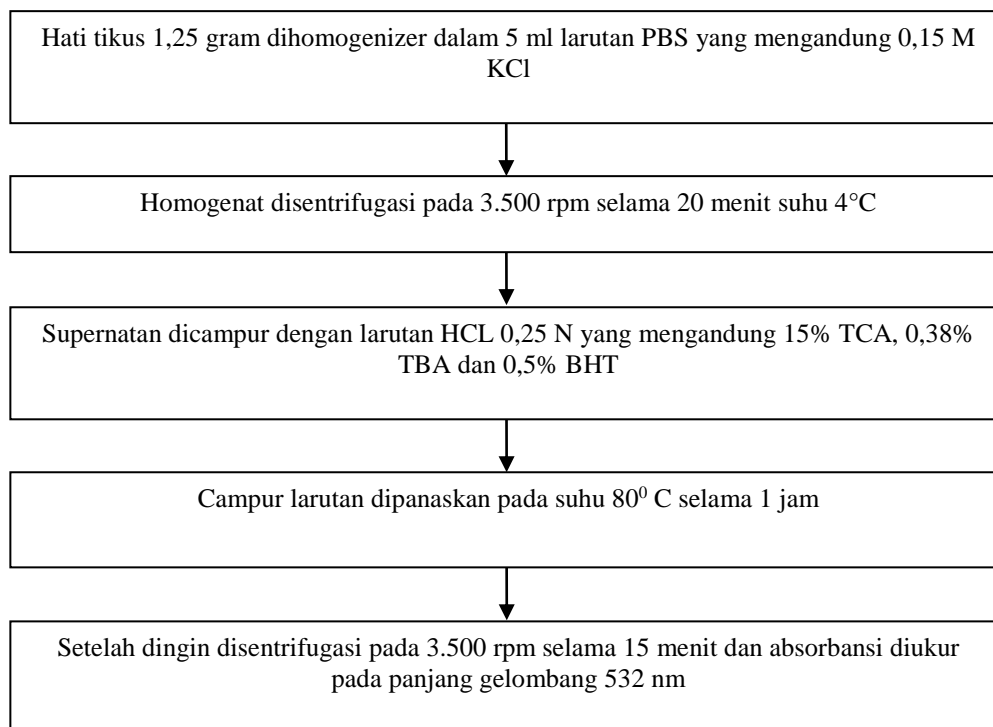 Hati tikus 1,25 gram dihomogenizer dalam 5 ml larutan PBS yang mengandung 0,15 M
KCl
Homogenat disentrifugasi pada 3.500 rpm selama 20 menit suhu 4°C
Supernatan dicampur dengan larutan HCL 0,25 N yang mengandung 15% TCA, 0,38%
TBA dan 0,5% BHT
Campur larutan dipanaskan pada suhu 80⁰ C selama 1 jam
Setelah dingin disentrifugasi pada 3.500 rpm selama 15 menit dan absorbansi diukur
pada panjang gelombang 532 nm